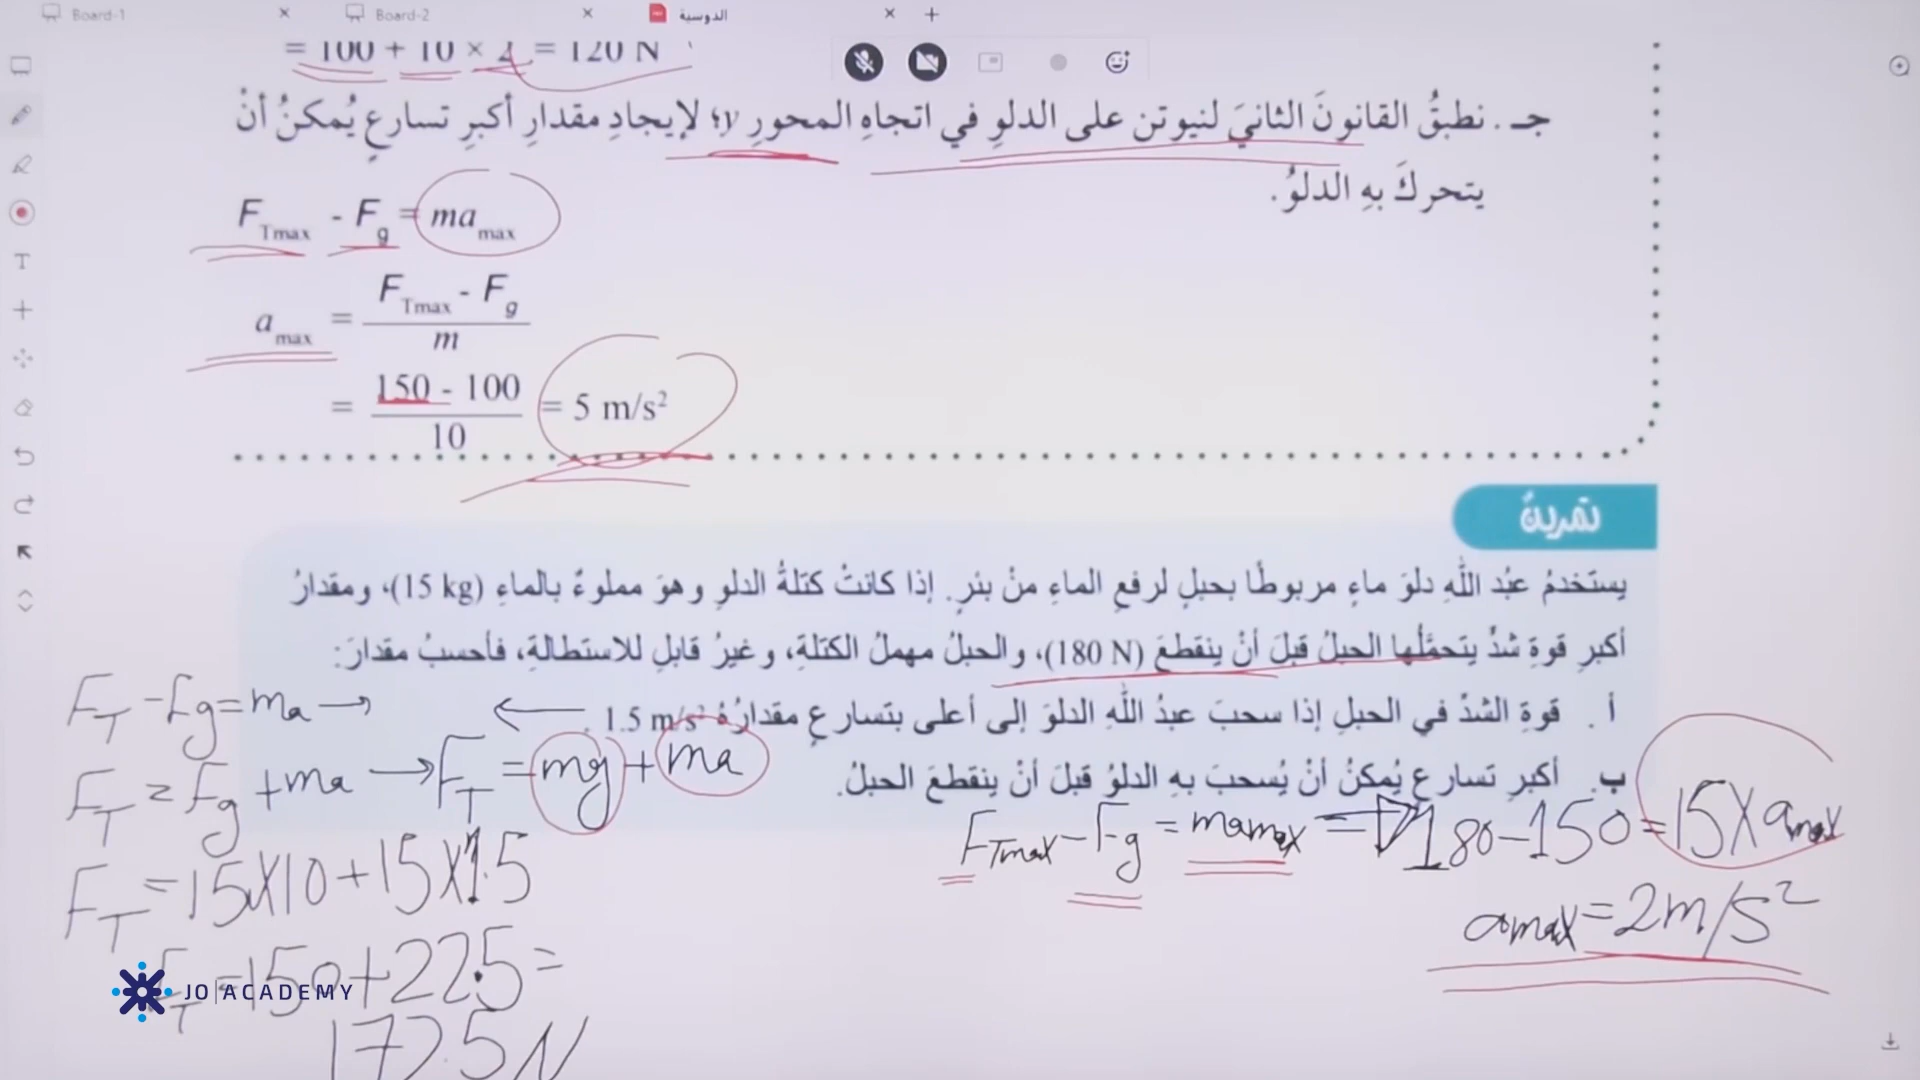 Board-1
Board-2
الدوسية
= 100 + 10 × 2 = 120 N
جـ . نطبقُ القانونَ الثانيَ لنيوتن على الدلوِ في اتجاهِ المحورِ y؛ لإيجادِ مقدارِ أكبرِ تسارعٍ يُمكنُ أنْ
يتحركَ بهِ الدلوُ.
F_Tmax - F_g = ma_max
a_max = (F_Tmax - F_g) / m
= (150 - 100) / 10 = 5 m/s²
تمرينٌ
يستخدمُ عبْد اللهِ دلوَ ماءٍ مربوطًا بحبلٍ لرفعِ الماءِ منْ بئرٍ. إذا كانتْ كتلةُ الدلوِ وهوَ مملوءٌ بالماءِ (15 kg)، ومقدارُ
أكبرِ قوةِ شدٍّ يتحمَّلُها الحبلُ قبلَ أنْ ينقطعَ (180 N)، والحبلُ مهملُ الكتلةِ، وغيرُ قابلٍ للاستطالةِ، فأحسبُ مقدارَ:
أ . قوةِ الشدِّ في الحبلِ إذا سحبَ عبدُ اللهِ الدلوَ إلى أعلى بتسارعٍ مقدارُهُ 1.5 m/s² .
ب. أكبرِ تسارعٍ يُمكنُ أنْ يُسحبَ بهِ الدلوُ قبلَ أنْ ينقطعَ الحبلُ.
F_T - F_g = ma →
←
F_T = F_g + ma → F_T = mg + ma
F_T = 15X10 + 15X1.5
F_T = 150 + 22.5 =
172.5 N
F_Tmax - F_g = ma_max ⇒ 180 - 150 = 15 X a_max
a_max = 2 m/s²
JO ACADEMY